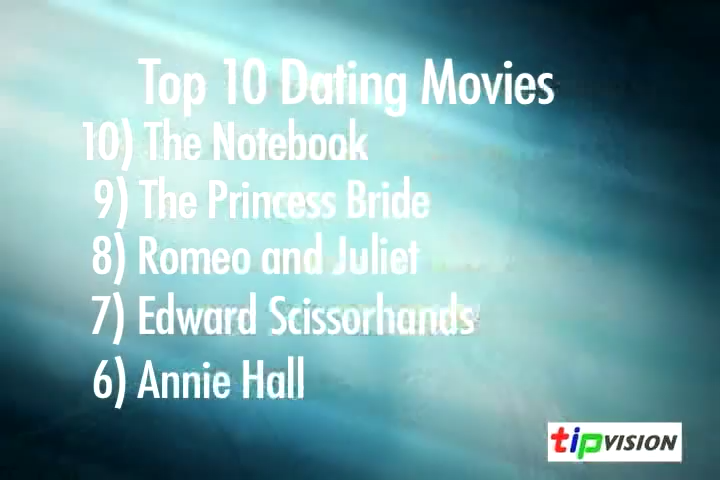 Top 10 Dating Movies
10) The Notebook
9) The Princess Bride
8) Romeo and Juliet
7) Edward Scissorhands
6) Annie Hall
tipVISION